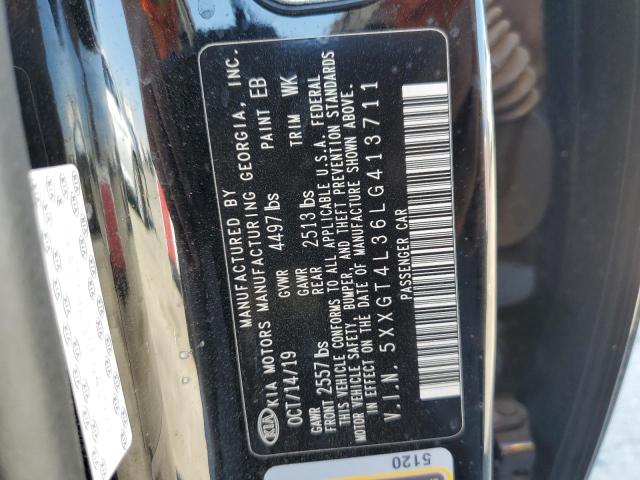 MANUFACTURED BY
KIA KIA MOTORS MANUFACTURING GEORGIA, INC.
OCT/14/19 GVWR 4497lbs PAINT EB
GAWR FRONT 2557lbs GAWR REAR 2513lbs TRIM WK
THIS VEHICLE CONFORMS TO ALL APPLICABLE U.S.A. FEDERAL
MOTOR VEHICLE SAFETY, BUMPER, AND THEFT PREVENTION STANDARDS
IN EFFECT ON THE DATE OF MANUFACTURE SHOWN ABOVE.
V.I.N. 5XXGT4L36LG413711
PASSENGER CAR
5120